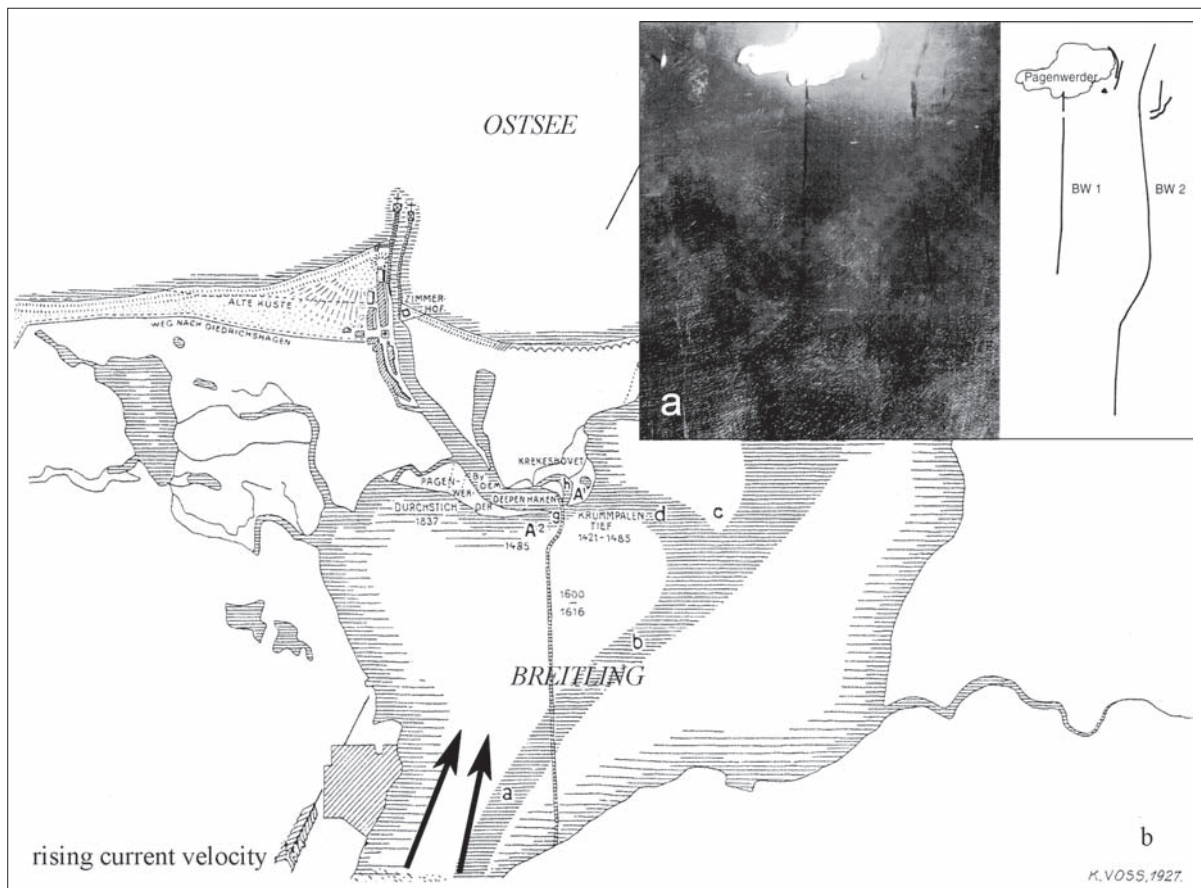 OSTSEE
Pagenwerder
BW 1
BW 2
a
ALTE KÜSTE
ZIMMER-
HOF.
WEG NACH DIEDRICHSHAGEN
KREKESHOVET
PAGEN-
WER-
DER
BY
DEM
DEEPEN HAKEN
h
A1
DURCHSTICH
1837
g
KRUMMPALEN
TIEF
1421-1485
d
c
A2
1485
1600
1616
b
BREITLING
a
rising current velocity
b
K. VOSS, 1927.